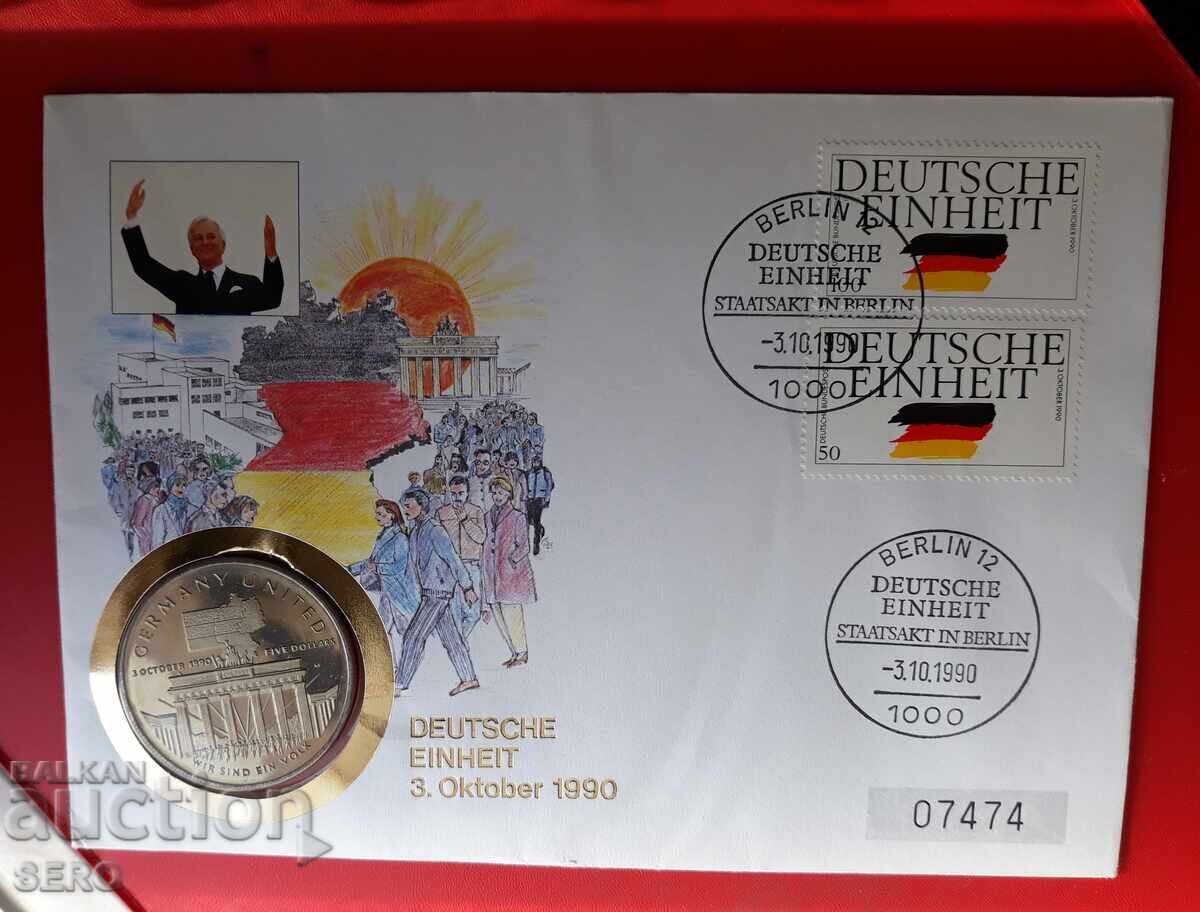 DEUTSCHE
EINHEIT
3. OKTOBER 1990
100
DEUTSCHE
EINHEIT
DEUTSCHE BUNDESPOST
3. OKTOBER 1990
50
BERLIN 12
DEUTSCHE
EINHEIT
STAATSAKT IN BERLIN
-3.10.1990
1000
BERLIN 12
DEUTSCHE
EINHEIT
STAATSAKT IN BERLIN
-3.10.1990
1000
GERMANY UNITED
3 OCTOBER 1990
FIVE DOLLARS
WIR SIND EIN VOLK
DEUTSCHE
EINHEIT
3. Oktober 1990
07474
BALKAN
auction
SERO